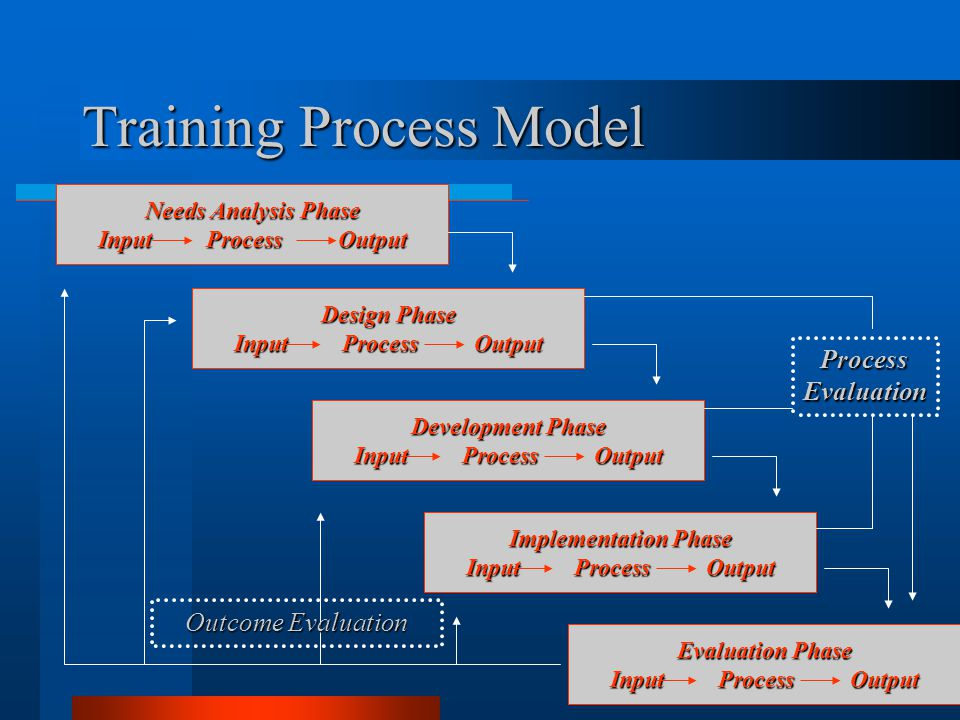 Training Process Model
Needs Analysis Phase
Input Process Output
Design Phase
Input Process Output
Process
Evaluation
Development Phase
Input Process Output
Implementation Phase
Input Process Output
Outcome Evaluation
Evaluation Phase
Input Process Output